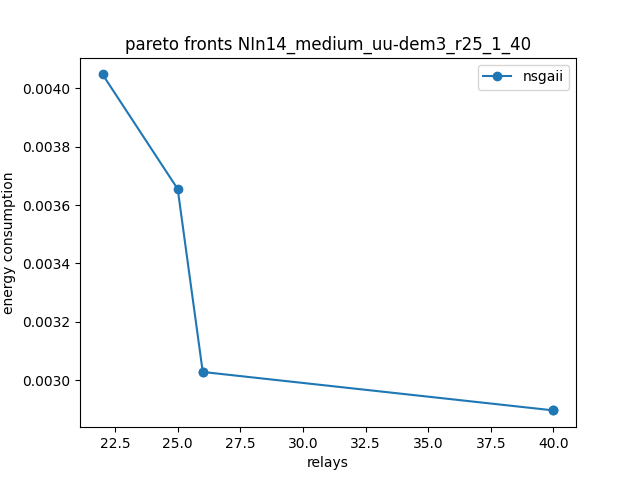 pareto fronts NIn14_medium_uu-dem3_r25_1_40
nsgaii
0.0040
0.0038
0.0036
0.0034
0.0032
0.0030
energy consumption
22.5 25.0 27.5 30.0 32.5 35.0 37.5 40.0
relays